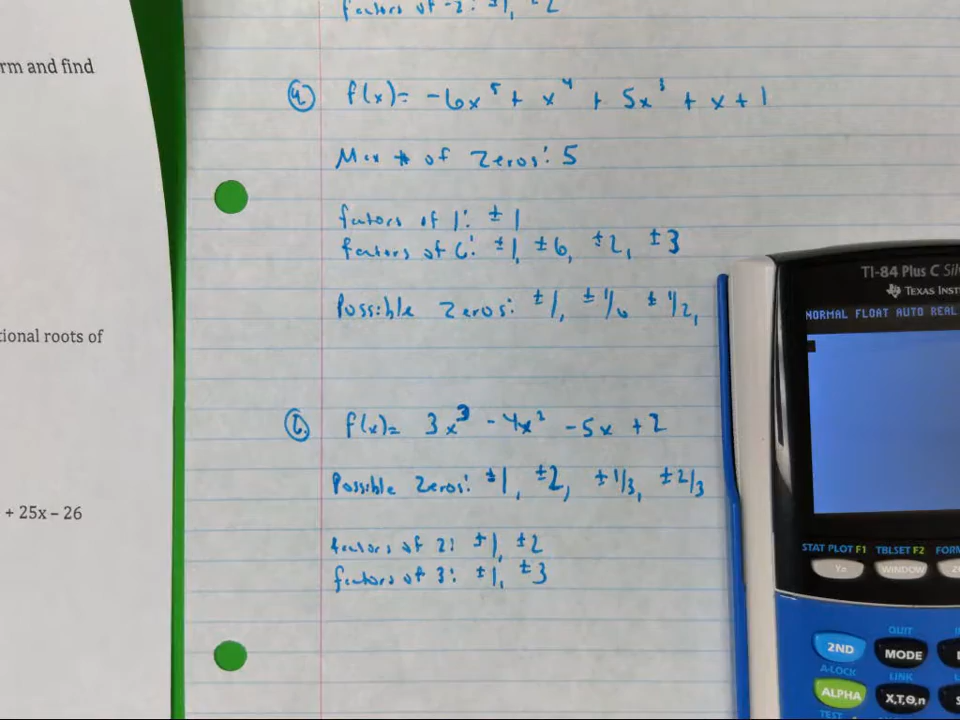 factors of -2: ±1, ±2
rm and find
④ f(x)= -6x⁵ + x⁴ + 5x³ + x + 1
Max # of Zeros: 5
factors of 1: ±1
factors of 6: ±1, ±6, ±2, ±3
Possible Zeros: ±1, ±1/6 ±1/2,
tional roots of
f(x)= 3x³ - 4x² - 5x + 2
Possible Zeros: ±1, ±2, ±1/3, ±2/3
+ 25x – 26
factors of 2: ±1, ±2
factors of 3: ±1, ±3
TI-84 Plus C Sil
TEXAS INST
NORMAL FLOAT AUTO REAL
STAT PLOT F1 TBLSET F2 FOR
Y= WINDOW
QUIT
2ND MODE
A-LOCK LINK
ALPHA X,T,θ,n
TEST